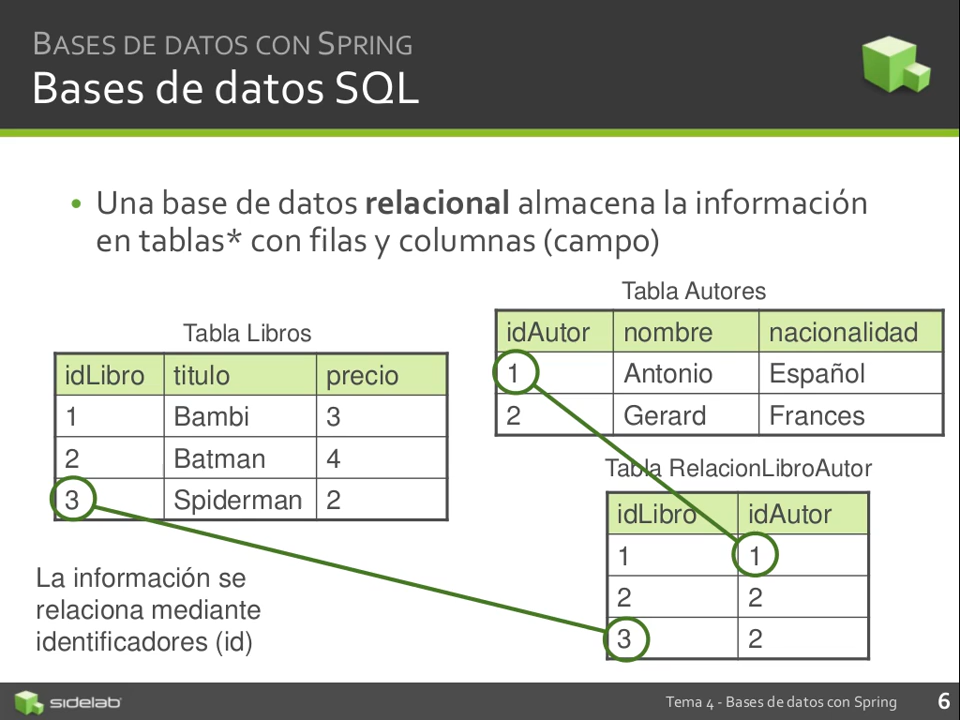 BASES DE DATOS CON SPRING
Bases de datos SQL
• Una base de datos relacional almacena la información
en tablas* con filas y columnas (campo)
Tabla Libros
idLibro titulo precio
1 Bambi 3
2 Batman 4
3 Spiderman 2
Tabla Autores
idAutor nombre nacionalidad
1 Antonio Español
2 Gerard Frances
Tabla RelacionLibroAutor
idLibro idAutor
1 1
2 2
3 2
La información se
relaciona mediante
identificadores (id)
sidelab
Tema 4 - Bases de datos con Spring
6